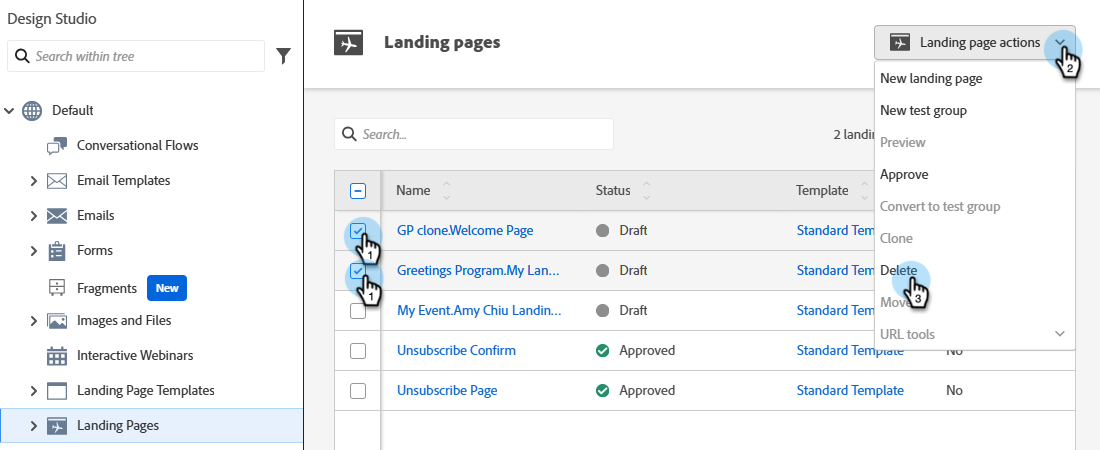 Design Studio
Search within tree
Default
Conversational Flows
Email Templates
Emails
Forms
Fragments New
Images and Files
Interactive Webinars
Landing Page Templates
Landing Pages
Landing pages
Landing page actions
2
New landing page
New test group
Preview
Approve
Convert to test group
Clone
Delete
3
Move
URL tools
Search...
2 landin
Name Status Template
GP clone.Welcome Page Draft Standard Tem
1
Greetings Program.My Lan... Draft Standard Tem
1
My Event.Amy Chiu Landin... Draft Standard Tem
Unsubscribe Confirm Approved Standard Template No
Unsubscribe Page Approved Standard Template No